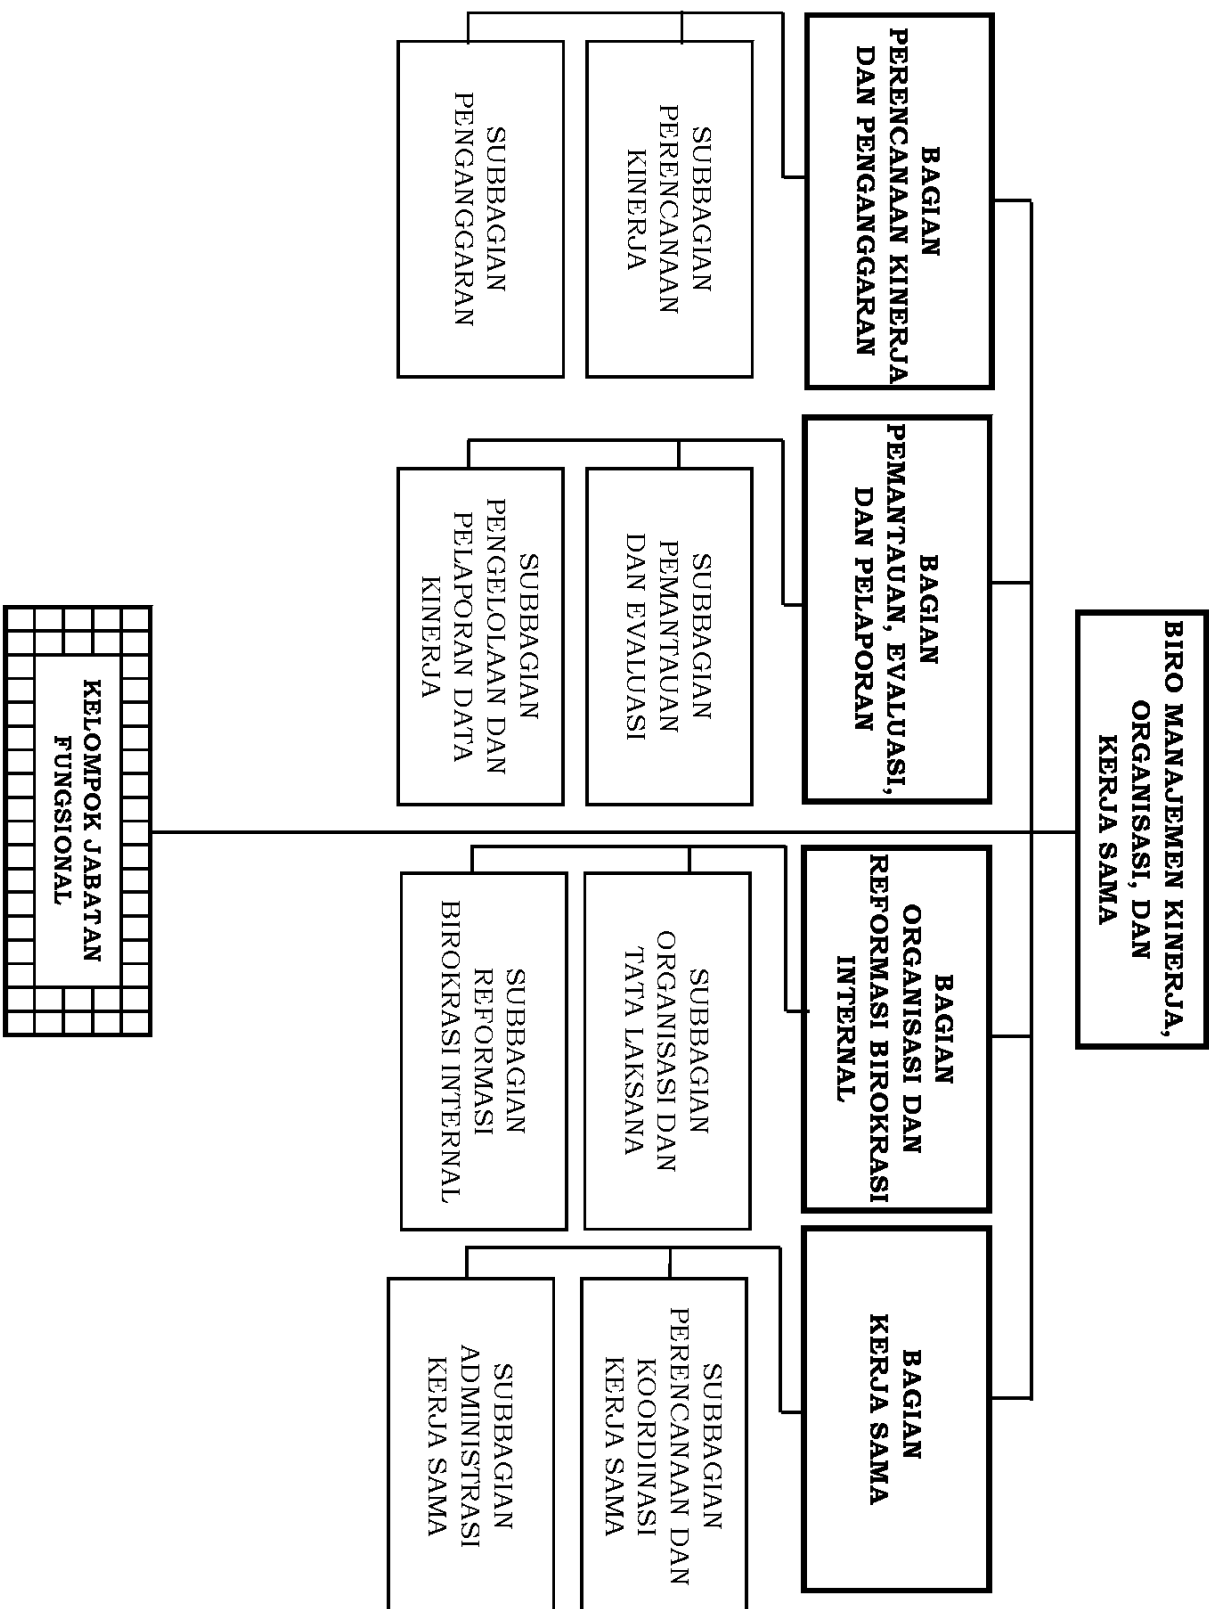 BIRO MANAJEMEN KINERJA,
ORGANISASI, DAN
KERJA SAMA
BAGIAN
PERENCANAAN KINERJA
DAN PENGANGGARAN
BAGIAN
PEMANTAUAN, EVALUASI,
DAN PELAPORAN
BAGIAN
ORGANISASI DAN
REFORMASI BIROKRASI
INTERNAL
BAGIAN
KERJA SAMA
SUBBAGIAN
PERENCANAAN
KINERJA
SUBBAGIAN
PEMANTAUAN
DAN EVALUASI
SUBBAGIAN
ORGANISASI DAN
TATA LAKSANA
SUBBAGIAN
PERENCANAAN DAN
KOORDINASI
KERJA SAMA
SUBBAGIAN
PENGANGGARAN
SUBBAGIAN
PENGELOLAAN DAN
PELAPORAN DATA
KINERJA
SUBBAGIAN
REFORMASI
BIROKRASI INTERNAL
SUBBAGIAN
ADMINISTRASI
KERJA SAMA
KELOMPOK JABATAN
FUNGSIONAL